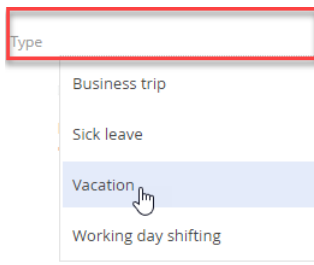 Type
Business trip
Sick leave
Vacation
Working day shifting